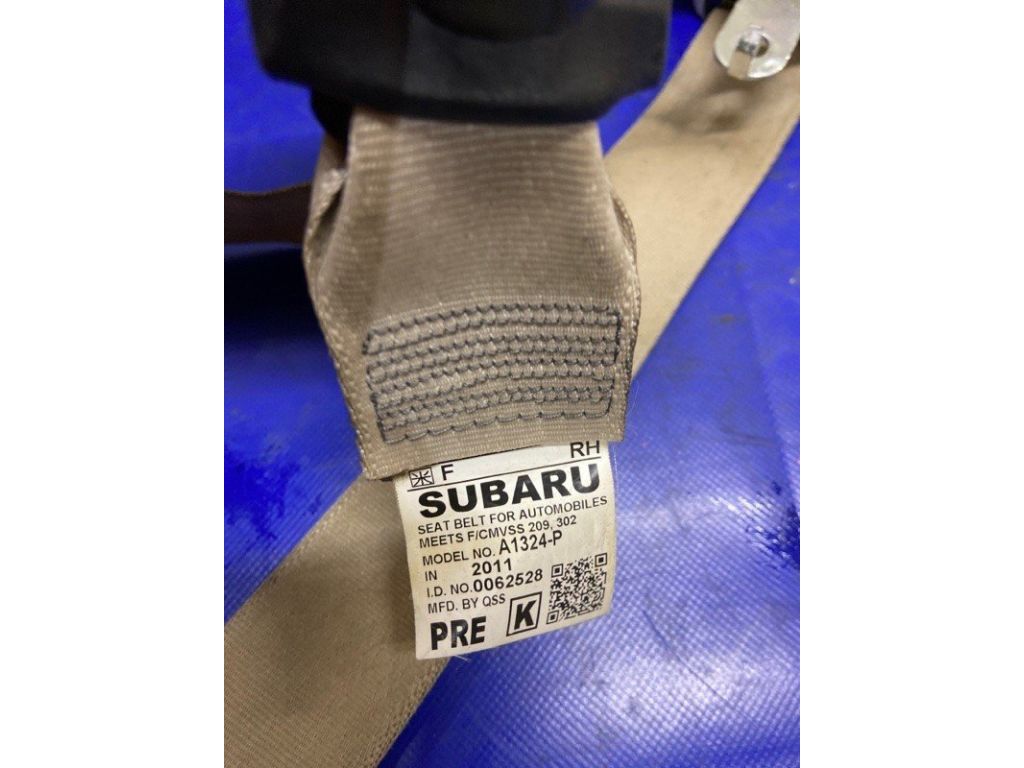 F RH
SUBARU
SEAT BELT FOR AUTOMOBILES
MEETS F/CMVSS 209, 302
MODEL NO. A1324-P
IN 2011
I.D. NO. 0062528
MFD. BY QSS
PRE K